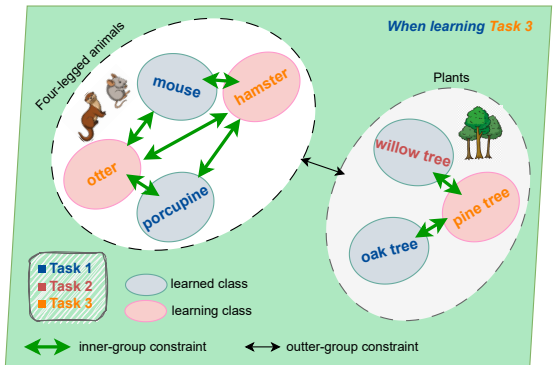 When learning Task 3
Four-legged animals
mouse
hamster
otter
porcupine
Plants
willow tree
pine tree
oak tree
Task 1
Task 2
Task 3
learned class
learning class
inner-group constraint
outter-group constraint